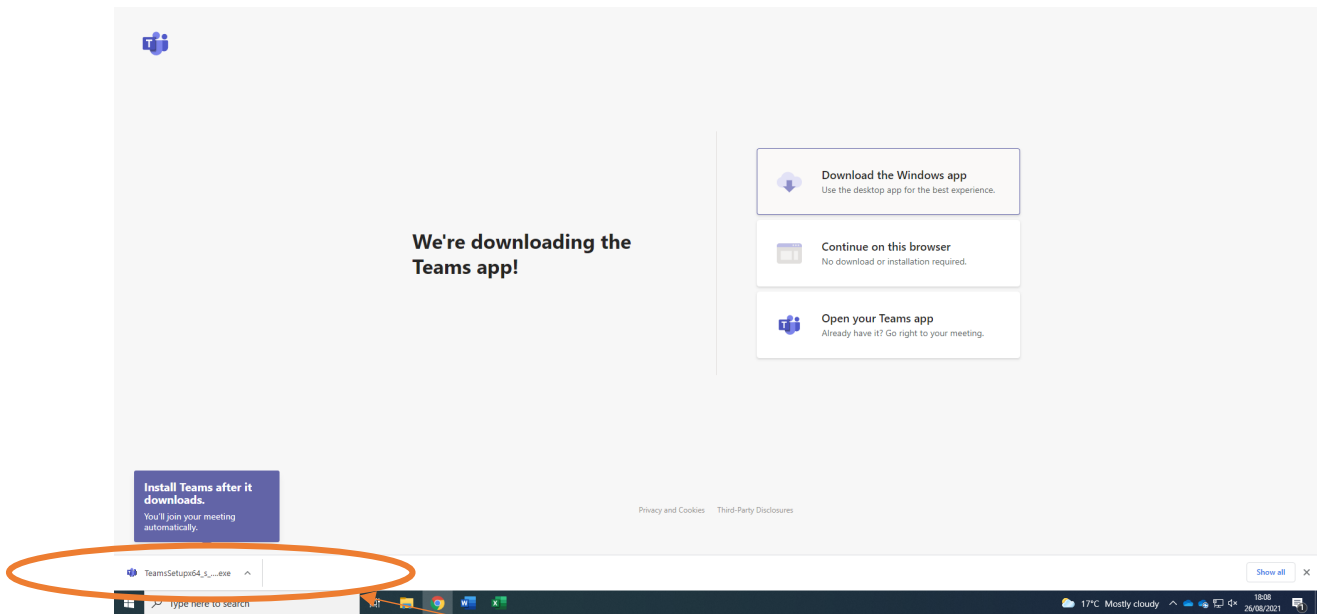 Download the Windows app
Use the desktop app for the best experience.
We're downloading the
Teams app!
Continue on this browser
No download or installation required.
Open your Teams app
Already have it? Go right to your meeting.
Install Teams after it
downloads.
You'll join your meeting
automatically.
Privacy and Cookies Third-Party Disclosures
TeamsSetupx64_s_....exe
Show all
Type here to search
17°C Mostly cloudy
18:08
26/08/2021